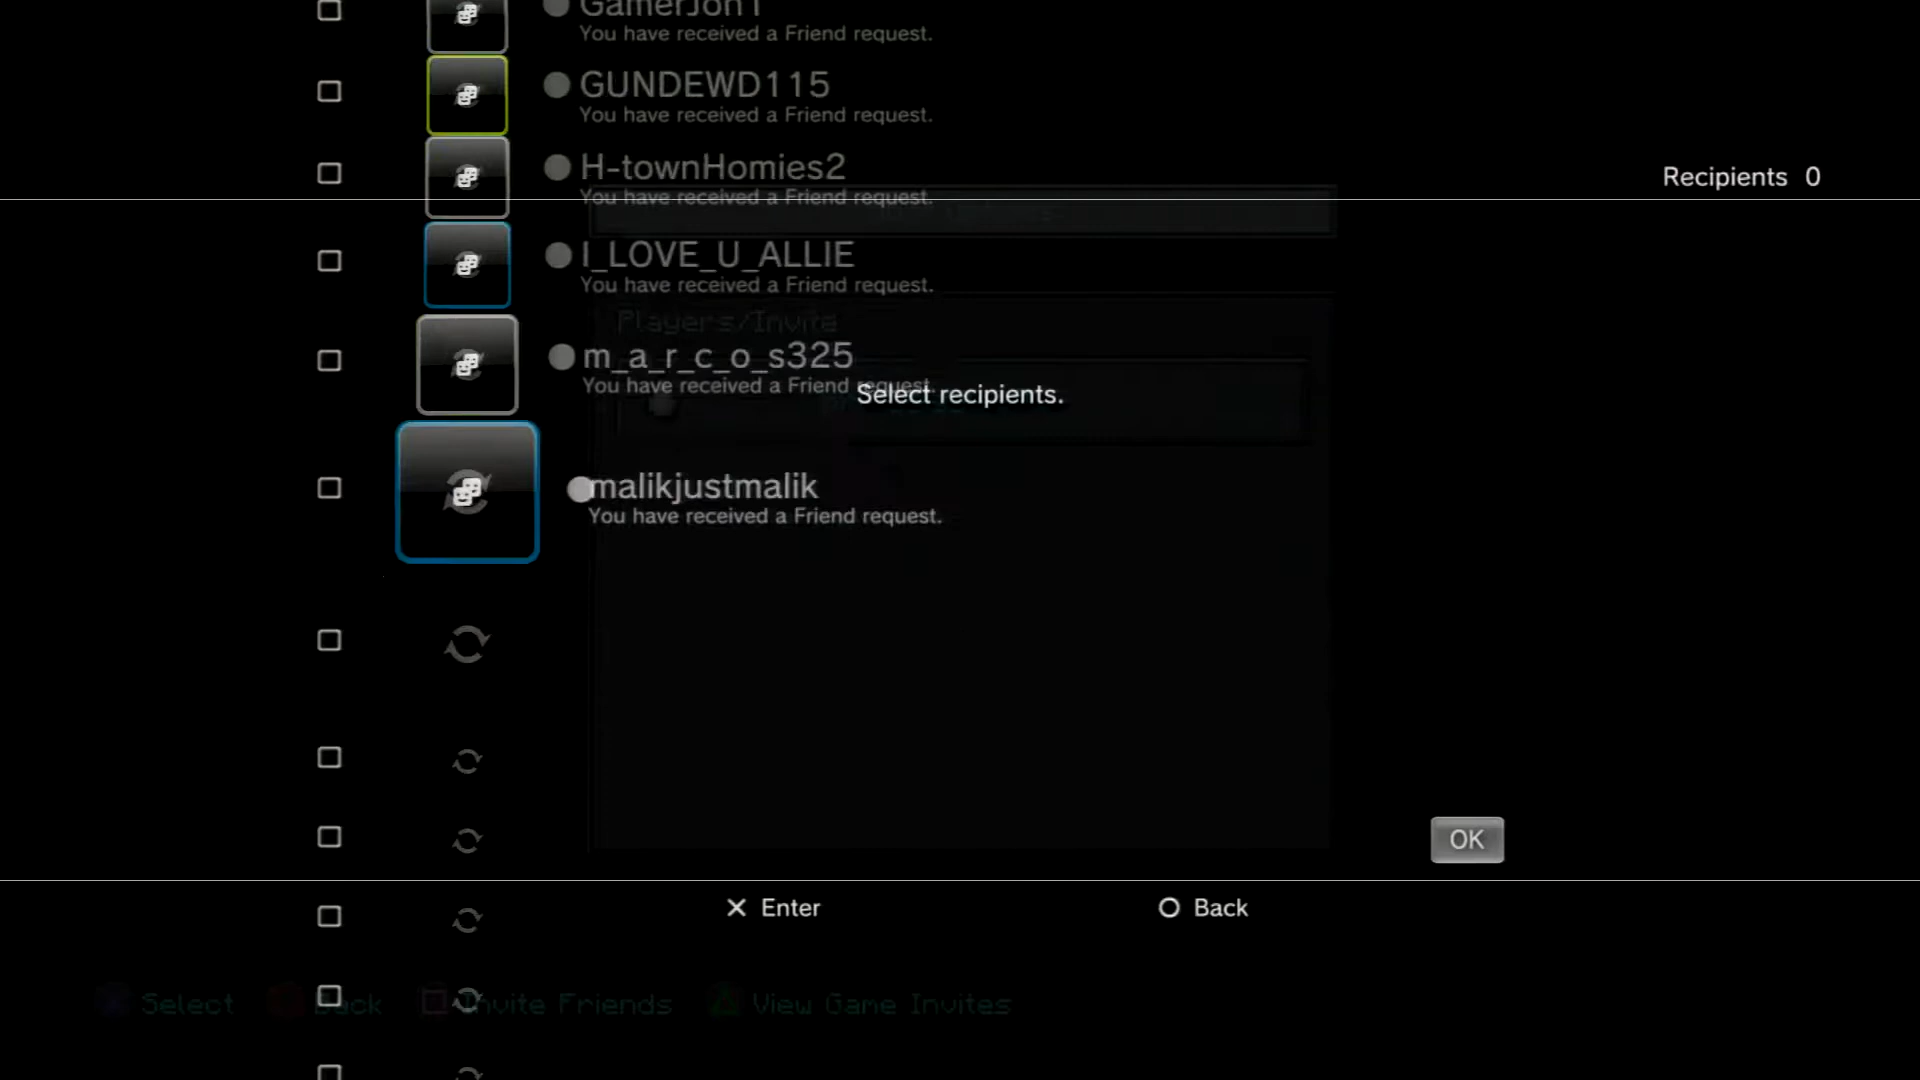 GamerJon1
You have received a Friend request.
GUNDEWD115
You have received a Friend request.
H-townHomies2
Recipients 0
You have received a Friend request.
I_LOVE_U_ALLIE
You have received a Friend request.
Players/Invite
m_a_r_c_o_s325
You have received a Friend request.
Select recipients.
malikjustmalik
You have received a Friend request.
OK
Enter
Back
Select
Back
Invite Friends
View Game Invites